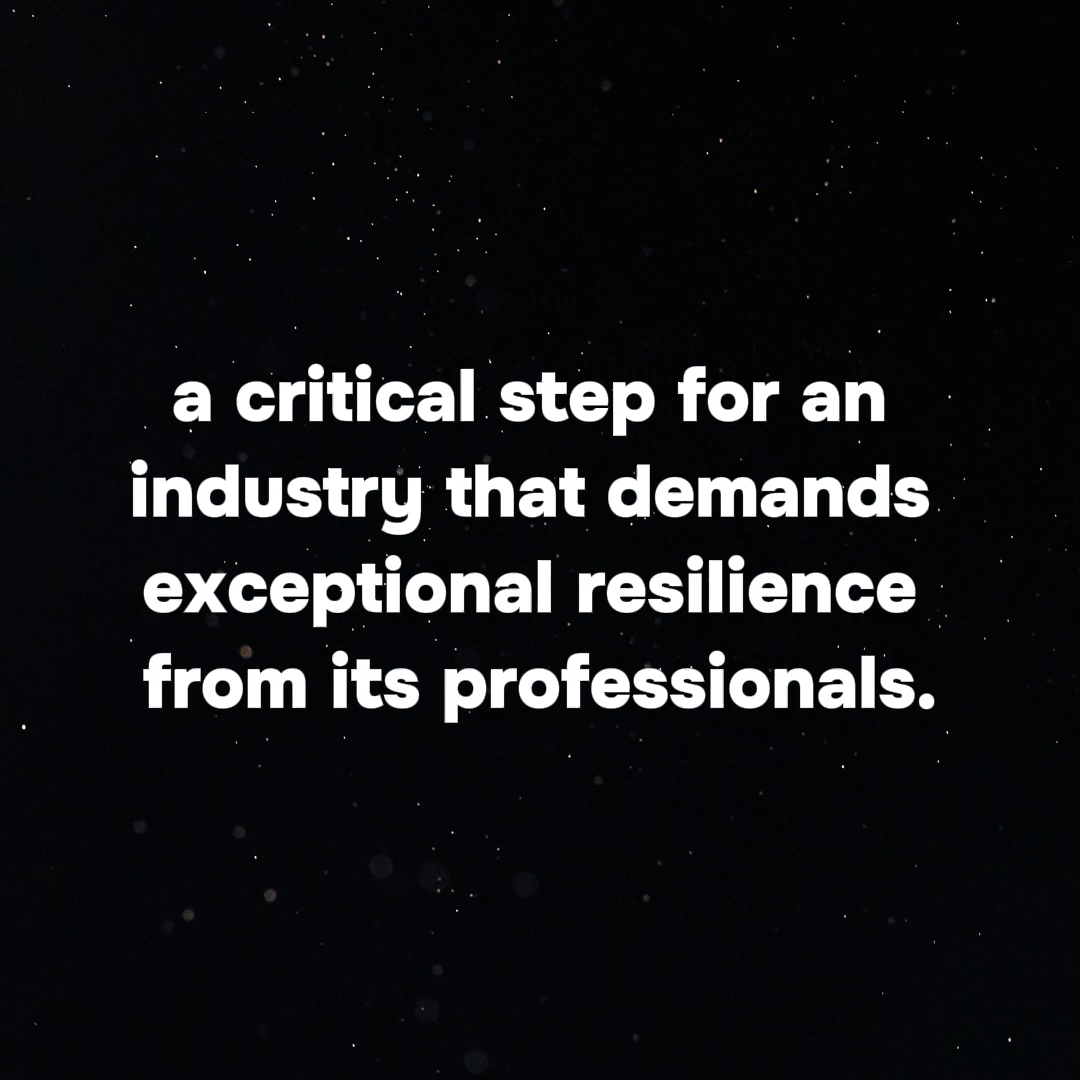 a critical step for an
industry that demands
exceptional resilience
from its professionals.